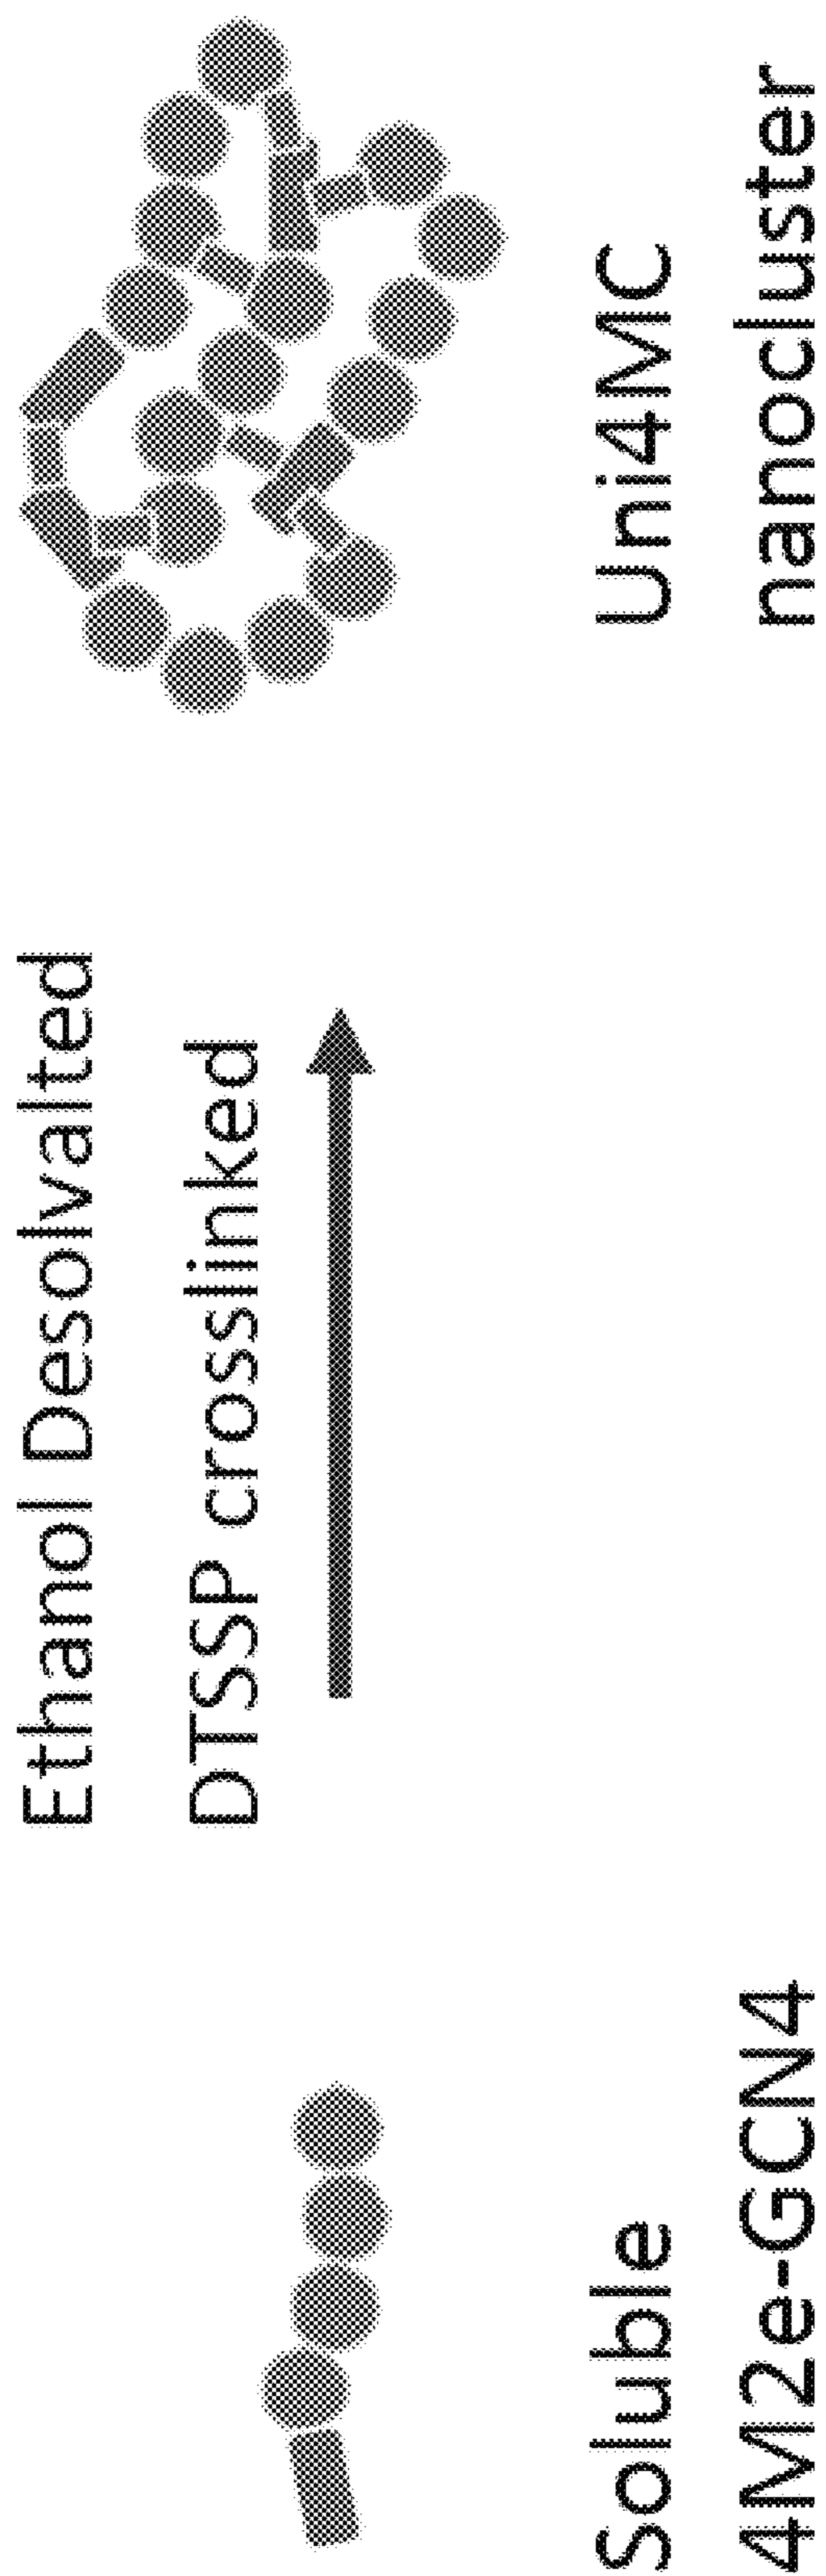 Soluble
4M2e-GCN4
Ethanol Desolvalted
DTSSP crosslinked
Uni4MC
nanocluster